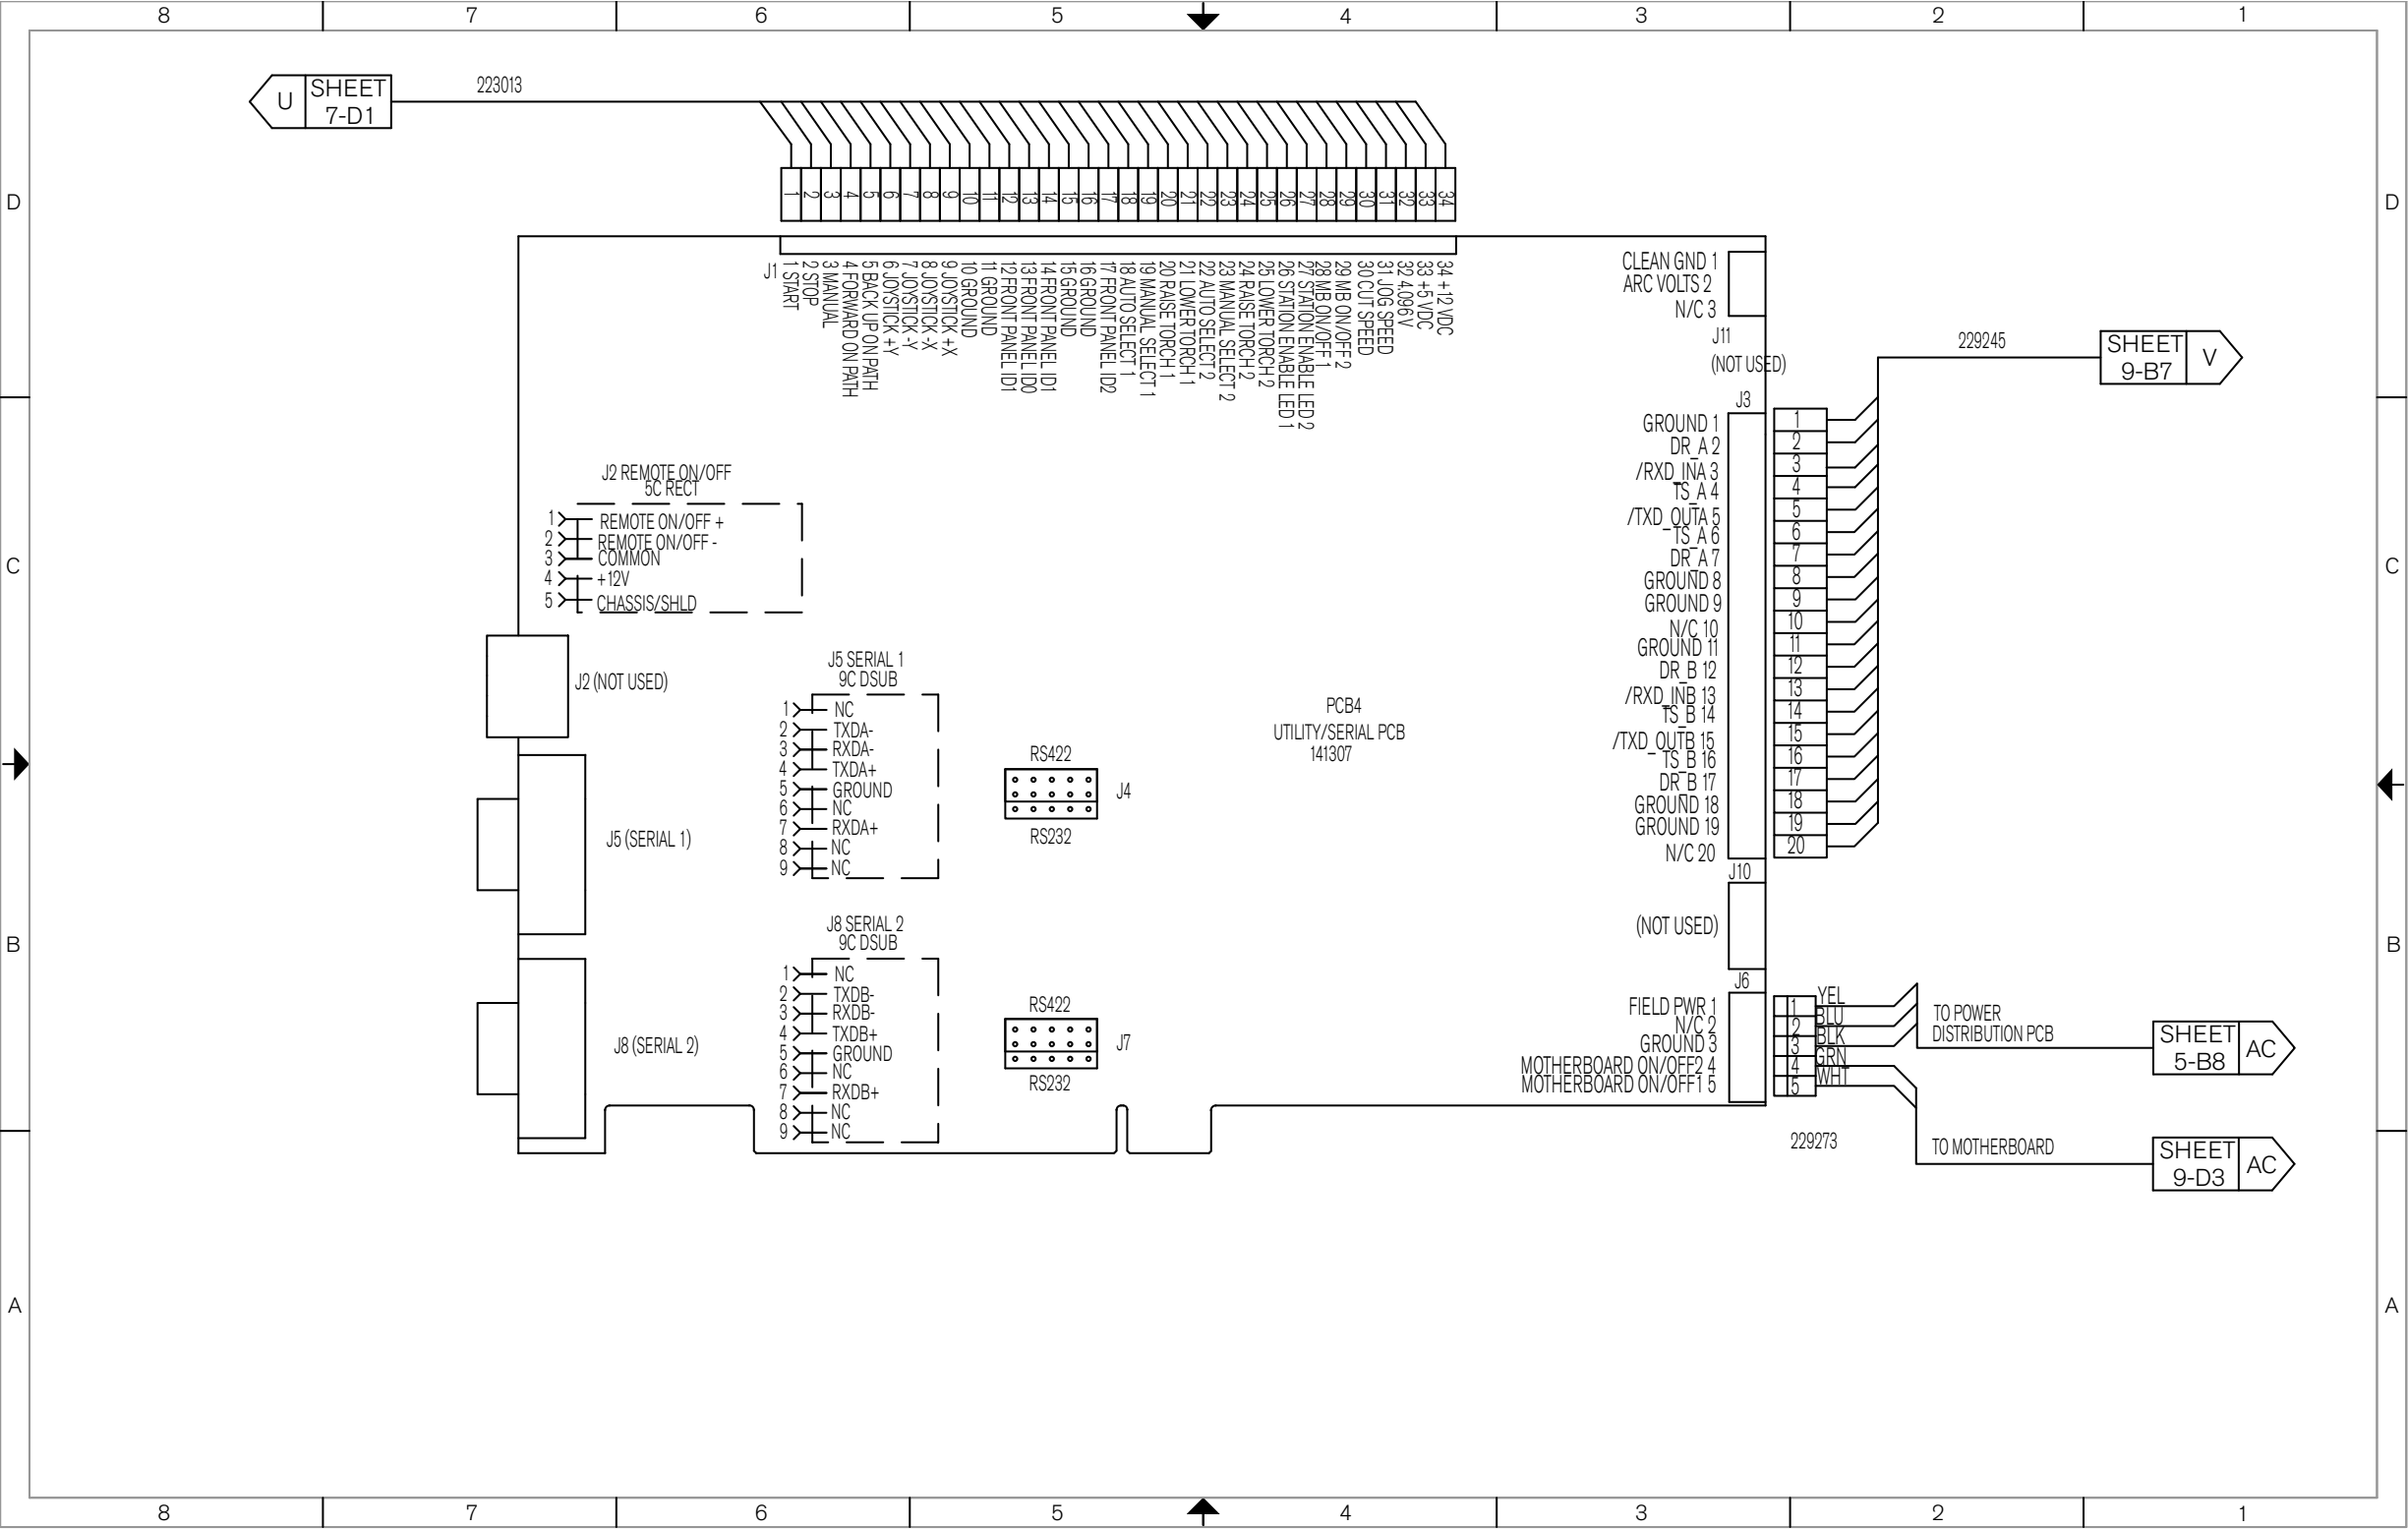 8 7 6 5 4 3 2 1
U SHEET 7-D1
223013
1 2 3 4 5 6 7 8 9 10 11 12 13 14 15 16 17 18 19 20 21 22 23 24 25 26 27 28 29 30 31 32 33 34
D
D
J1
1 START
2 STOP
3 MANUAL
4 FORWARD ON PATH
5 BACK UP ON PATH
6 JOYSTICK +Y
7 JOYSTICK -Y
8 JOYSTICK -X
9 JOYSTICK +X
10 GROUND
11 GROUND
12 FRONT PANEL ID1
13 FRONT PANEL ID0
14 FRONT PANEL ID1
15 GROUND
16 GROUND
17 FRONT PANEL ID2
18 AUTO SELECT 1
19 MANUAL SELECT 1
20 RAISE TORCH 1
21 LOWER TORCH 1
22 AUTO SELECT 2
23 MANUAL SELECT 2
24 RAISE TORCH 2
25 LOWER TORCH 2
26 STATION ENABLE LED 1
27 STATION ENABLE LED 2
28 MB ON/OFF 1
29 MB ON/OFF 2
30 CUT SPEED
31 JOG SPEED
32 4.096 V
33 +5 VDC
34 +12 VDC
CLEAN GND 1
ARC VOLTS 2
N/C 3
J11
(NOT USED)
229245
SHEET 9-B7 V
J3
GROUND 1
DR_A 2
/RXD_INA 3
TS_A 4
/TXD_OUTA 5
TS_A 6
DR_A 7
GROUND 8
GROUND 9
N/C 10
GROUND 11
DR_B 12
/RXD_INB 13
TS_B 14
/TXD_OUTB 15
TS_B 16
DR_B 17
GROUND 18
GROUND 19
N/C 20
1
2
3
4
5
6
7
8
9
10
11
12
13
14
15
16
17
18
19
20
J2 REMOTE ON/OFF
5C RECT
1 REMOTE ON/OFF +
2 REMOTE ON/OFF -
3 COMMON
4 +12V
5 CHASSIS/SHLD
C
C
J2 (NOT USED)
J5 SERIAL 1
9C DSUB
1 NC
2 TXDA-
3 RXDA-
4 TXDA+
5 GROUND
6 NC
7 RXDA+
8 NC
9 NC
RS422
J4
RS232
PCB4
UTILITY/SERIAL PCB
141307
J5 (SERIAL 1)
J10
(NOT USED)
B
B
J8 SERIAL 2
9C DSUB
1 NC
2 TXDB-
3 RXDB-
4 TXDB+
5 GROUND
6 NC
7 RXDB+
8 NC
9 NC
RS422
J7
RS232
J8 (SERIAL 2)
J6
FIELD PWR 1
N/C 2
GROUND 3
MOTHERBOARD ON/OFF2 4
MOTHERBOARD ON/OFF1 5
1 YEL
2 BLU
3 BLK
4 GRN
5 WHT
TO POWER
DISTRIBUTION PCB
SHEET 5-B8 AC
229273
TO MOTHERBOARD
SHEET 9-D3 AC
A
A
8 7 6 5 4 3 2 1